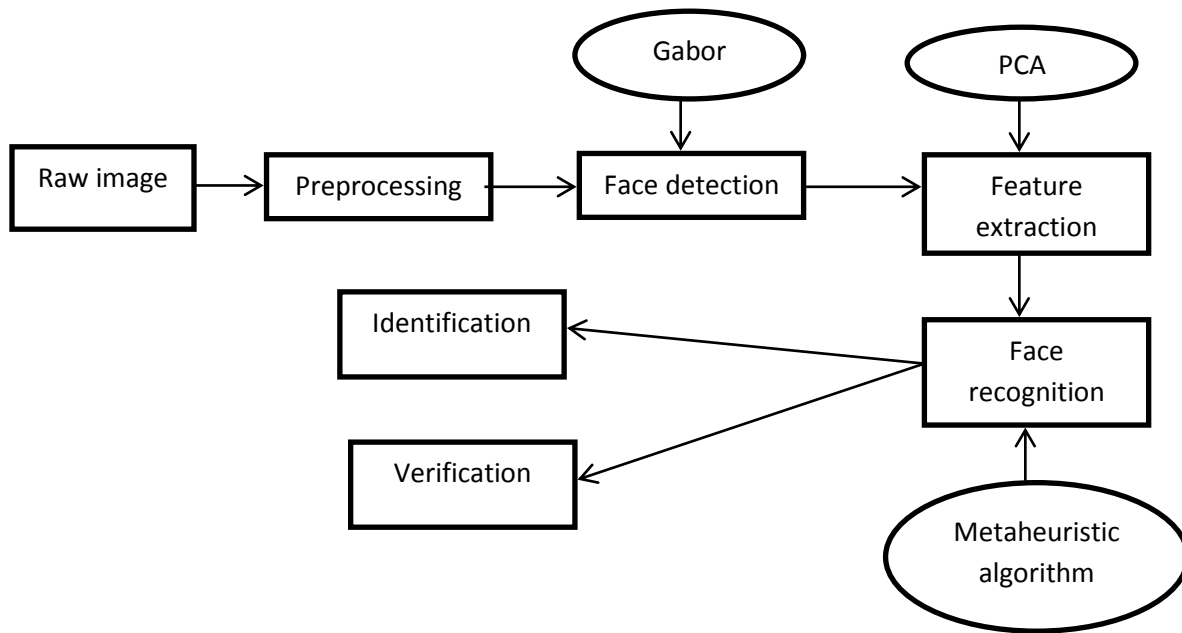 Gabor
PCA
Raw image
Preprocessing
Face detection
Feature
extraction
Identification
Face
recognition
Verification
Metaheuristic
algorithm